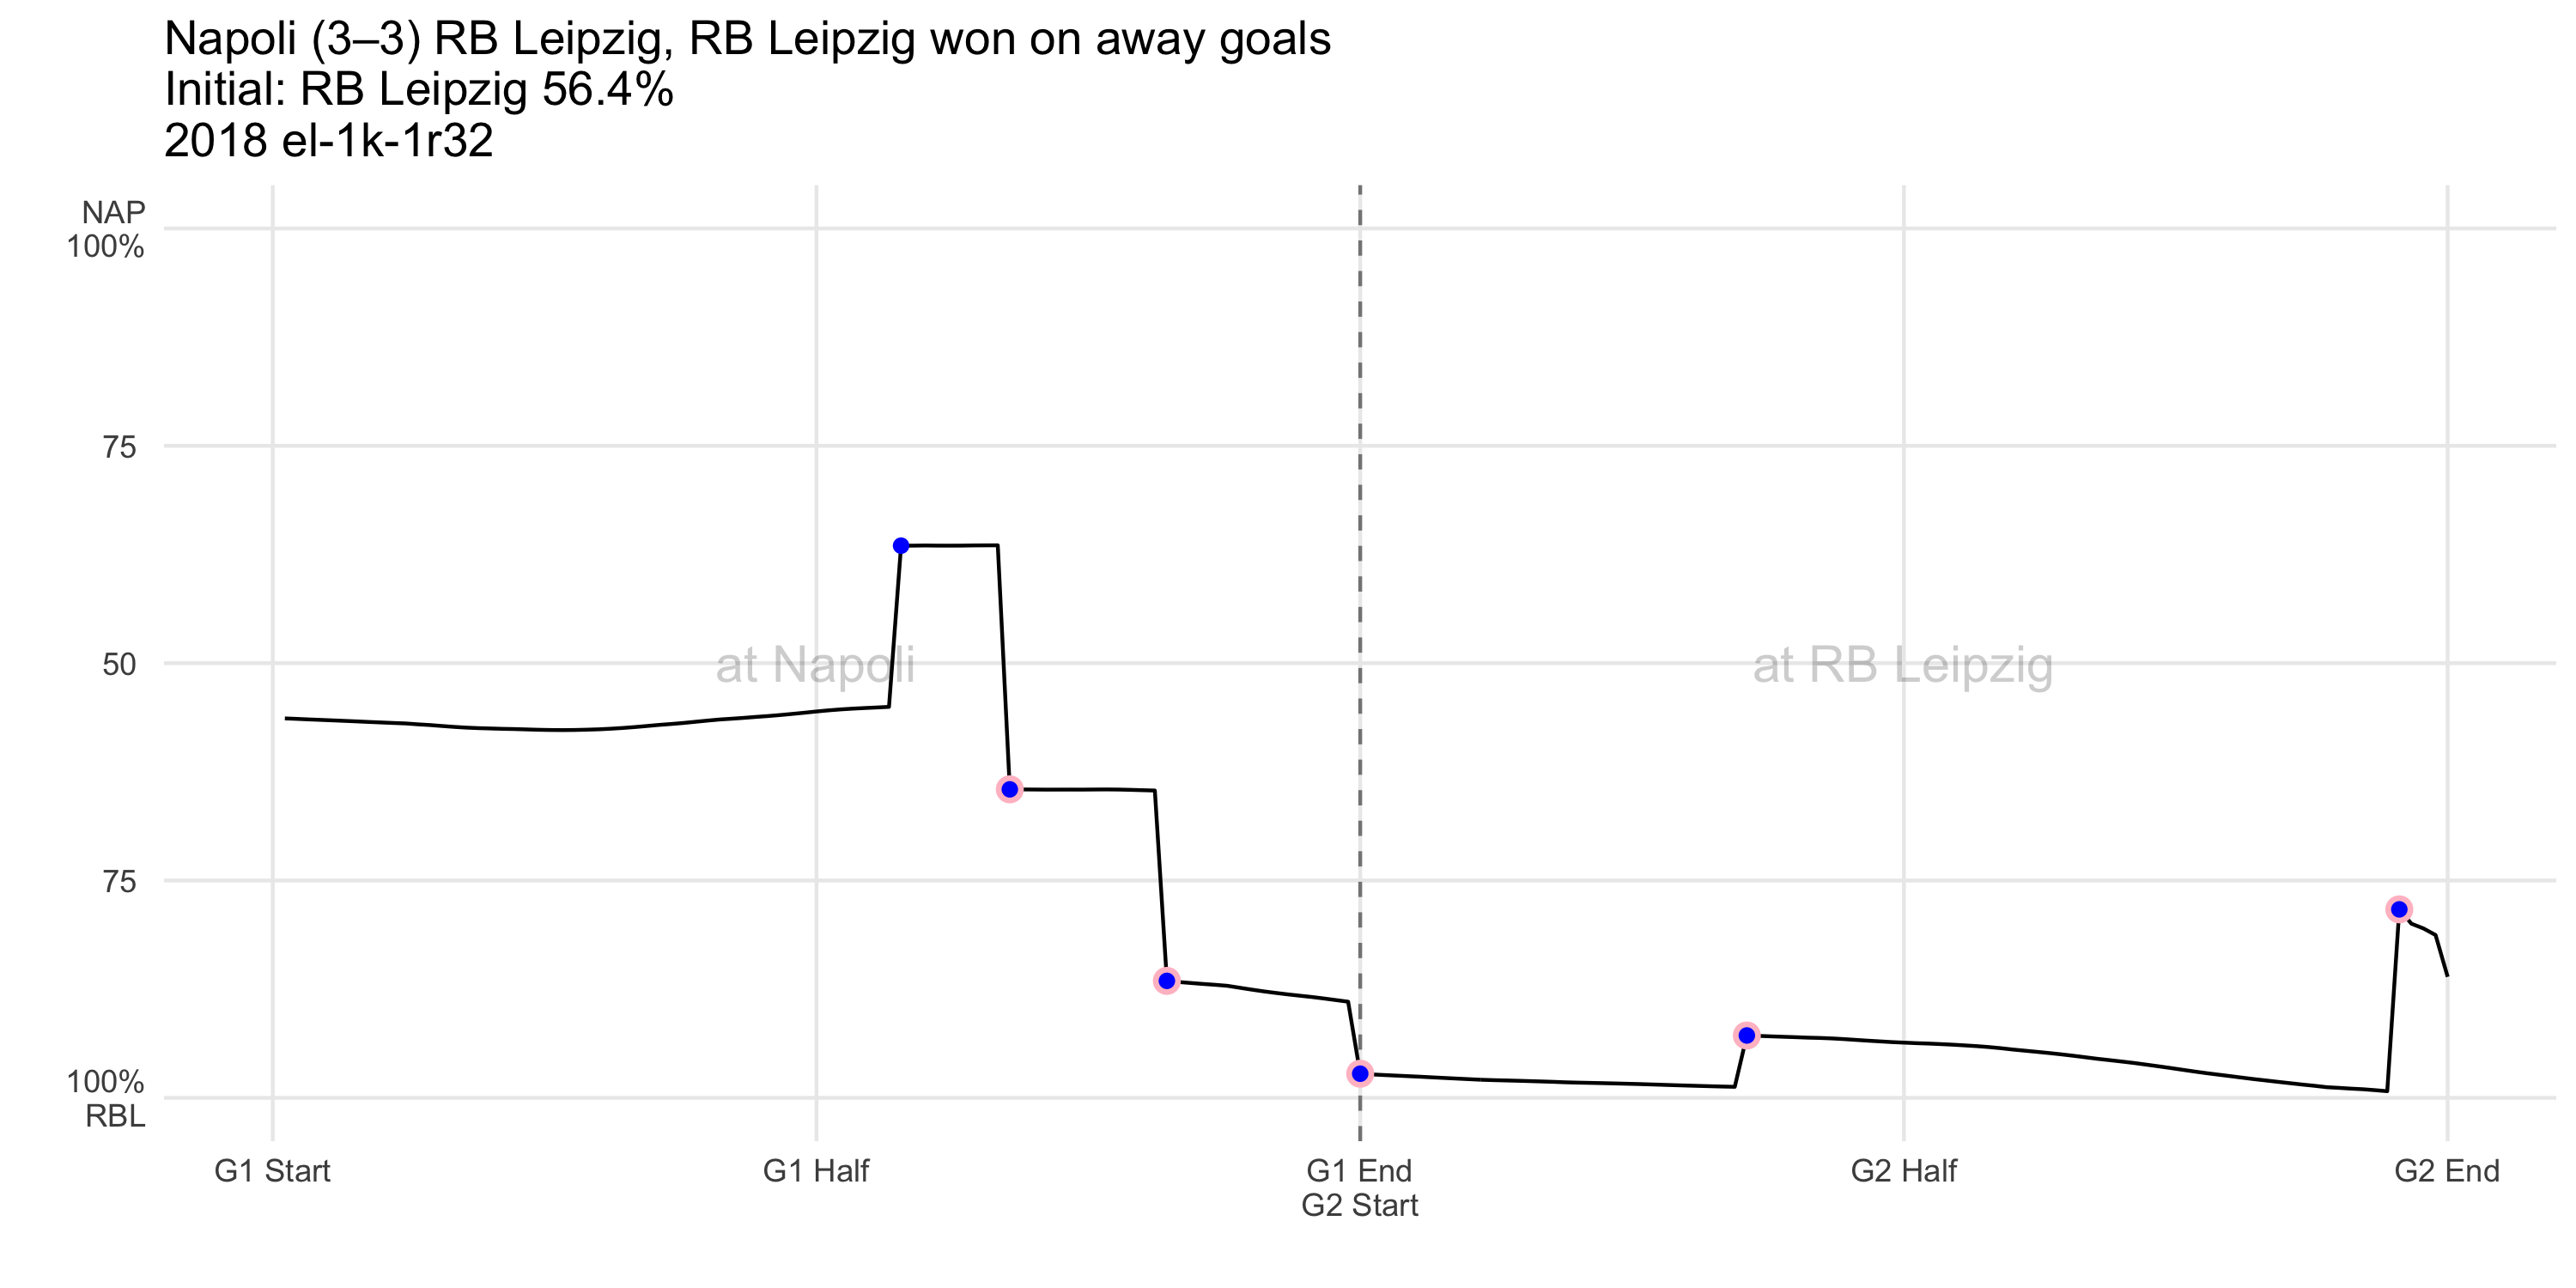 Napoli (3–3) RB Leipzig, RB Leipzig won on away goals
Initial: RB Leipzig 56.4%
2018 el-1k-1r32
NAP
100%
75
50
75
100%
RBL
at Napoli
at RB Leipzig
G1 Start
G1 Half
G1 End
G2 Start
G2 Half
G2 End